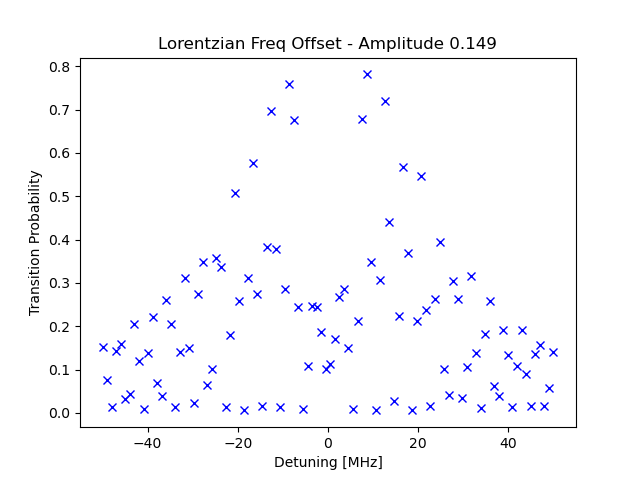 Lorentzian Freq Offset - Amplitude 0.149
0.8
0.7
0.6
0.5
0.4
0.3
0.2
0.1
0.0
Transition Probability
−40 −20 0 20 40
Detuning [MHz]